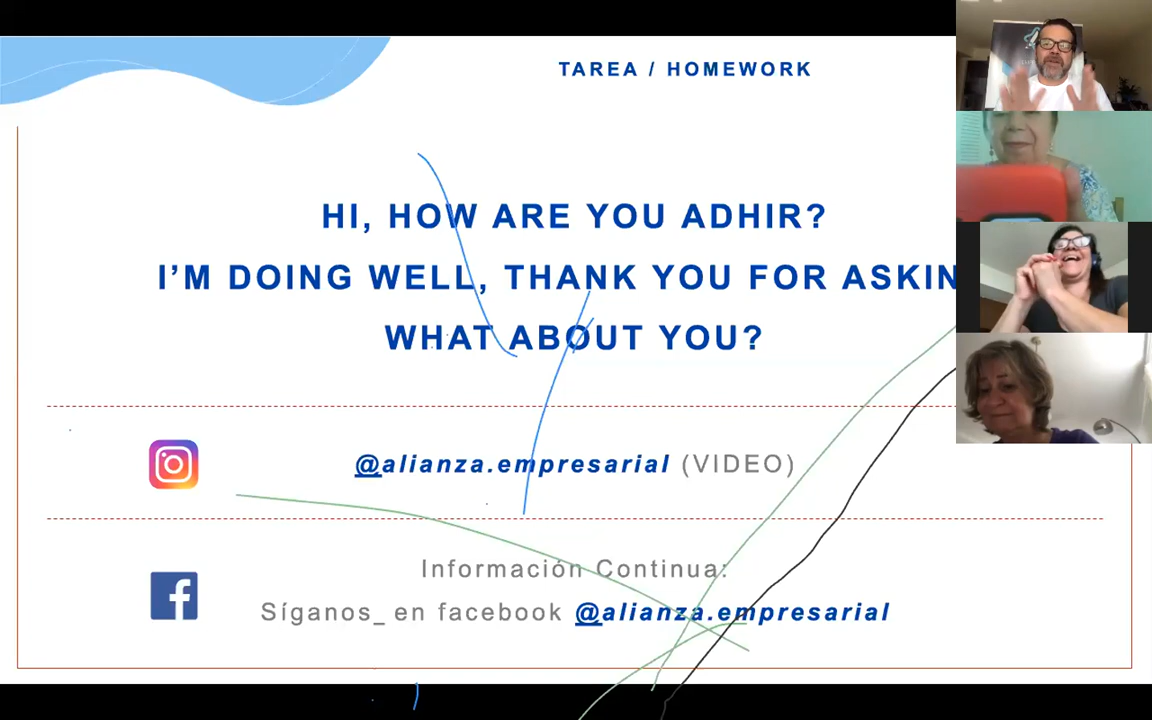 TAREA / HOMEWORK
HI, HOW ARE YOU ADHIR?
I'M DOING WELL, THANK YOU FOR ASKIN
WHAT ABOUT YOU?
@alianza.empresarial (VIDEO)
Información Continua:
Síganos_ en facebook @alianza.empresarial